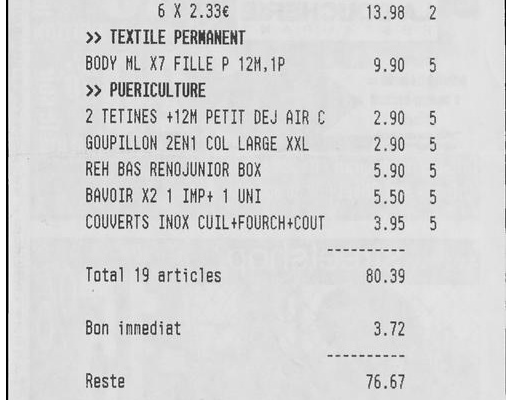 6 X 2.33€ 13.98 2
>> TEXTILE PERMANENT
BODY ML X7 FILLE P 12M,1P 9.90 5
>> PUERICULTURE
2 TETINES +12M PETIT DEJ AIR C 2.90 5
GOUPILLON 2EN1 COL LARGE XXL 2.90 5
REH BAS RENOJUNIOR BOX 5.90 5
BAVOIR X2 1 IMP+ 1 UNI 5.50 5
COUVERTS INOX CUIL+FOURCH+COUT 3.95 5
----------
Total 19 articles 80.39
Bon immediat 3.72
----------
Reste 76.67